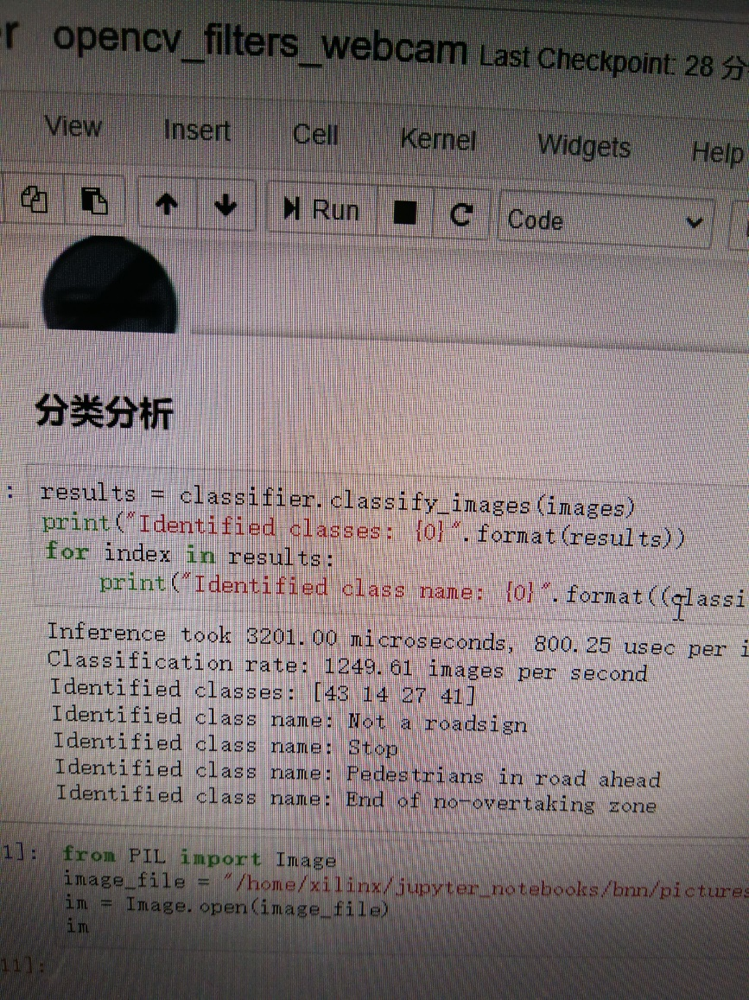 r opencv_filters_webcam Last Checkpoint: 28 分
View Insert Cell Kernel Widgets Help
Run Code
分类分析
: results = classifier.classify_images(images)
print("Identified classes: {0}".format(results))
for index in results:
print("Identified class name: {0}".format((classi
Inference took 3201.00 microseconds, 800.25 usec per i
Classification rate: 1249.61 images per second
Identified classes: [43 14 27 41]
Identified class name: Not a roadsign
Identified class name: Stop
Identified class name: Pedestrians in road ahead
Identified class name: End of no-overtaking zone
1]: from PIL import Image
image_file = "/home/xilinx/jupyter_notebooks/bnn/pictures
im = Image.open(image_file)
im
11]: